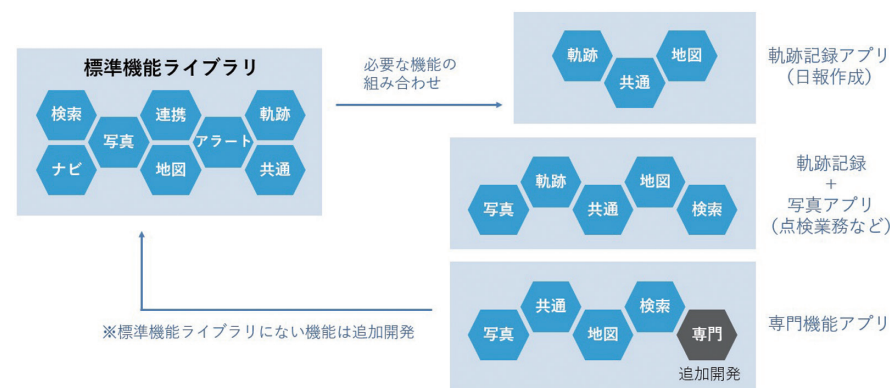 標準機能ライブラリ
検索
写真
連携
アラート
軌跡
ナビ
地図
共通
必要な機能の
組み合わせ
軌跡
共通
地図
軌跡記録アプリ
(日報作成)
写真
軌跡
共通
地図
検索
軌跡記録
+
写真アプリ
(点検業務など)
写真
共通
地図
検索
専門
追加開発
専門機能アプリ
※標準機能ライブラリにない機能は追加開発